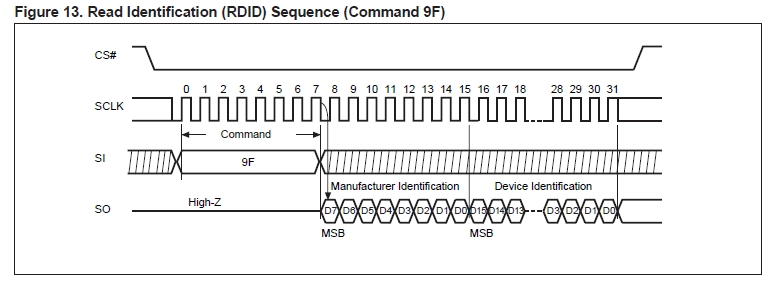 Figure 13. Read Identification (RDID) Sequence (Command 9F)
CS#
0 1 2 3 4 5 6 7 8 9 10 11 12 13 14 15 16 17 18 28 29 30 31
SCLK
Command
SI
9F
Manufacturer Identification Device Identification
High-Z
SO
D7 D6 D5 D4 D3 D2 D1 D0 D15 D14 D13 D3 D2 D1 D0
MSB MSB